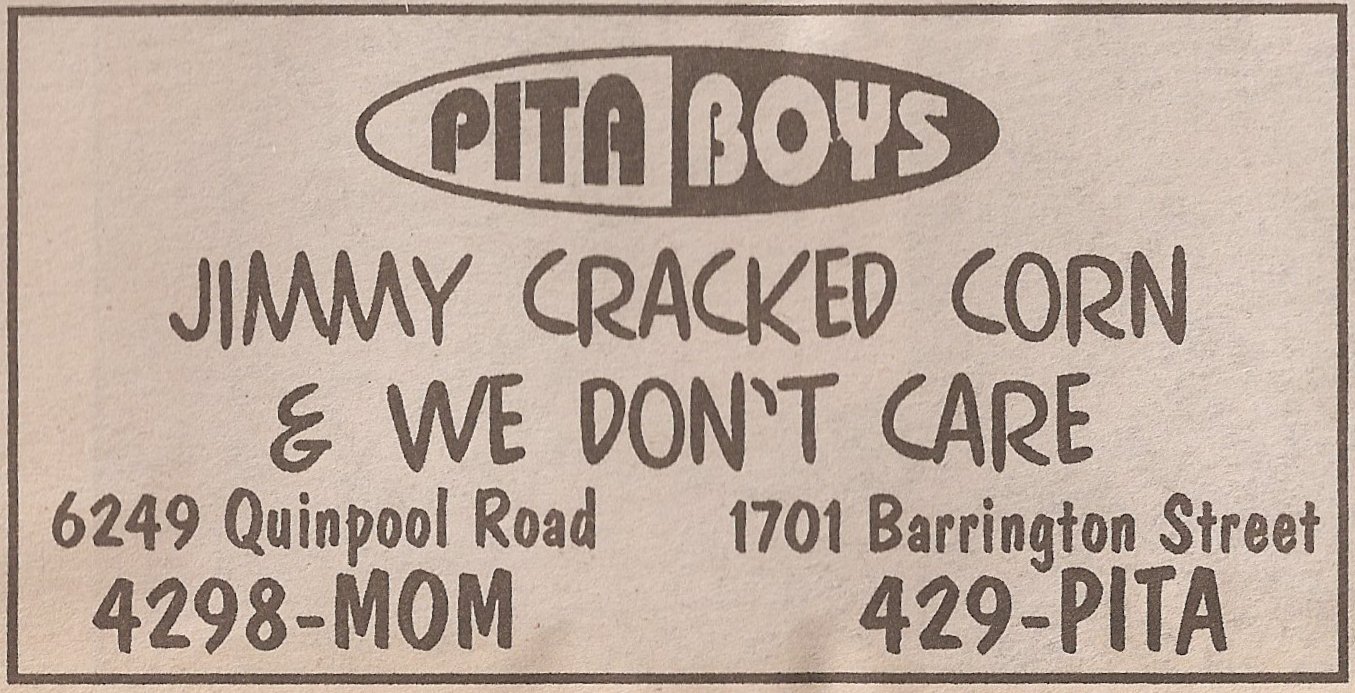 PITA BOYS
JIMMY CRACKED CORN
& WE DON'T CARE
6249 Quinpool Road
4298-MOM
1701 Barrington Street
429-PITA